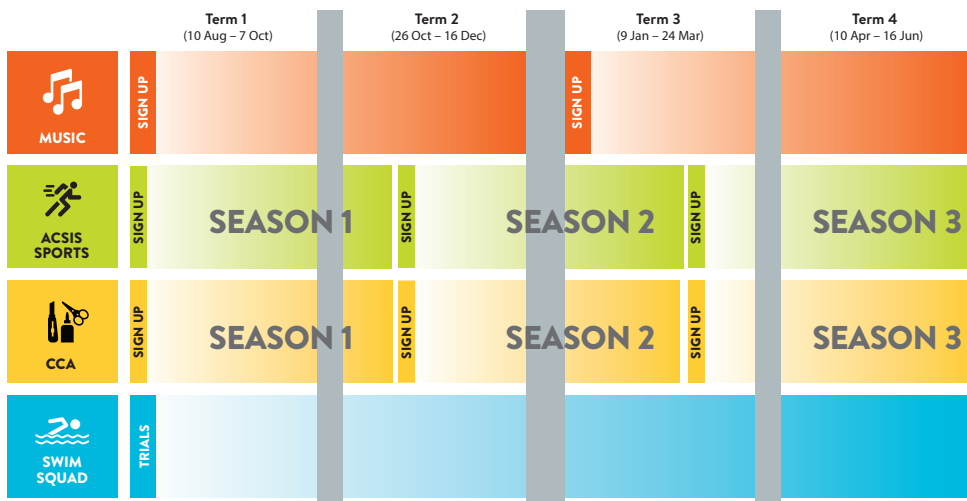 Term 1
(10 Aug – 7 Oct)
Term 2
(26 Oct – 16 Dec)
Term 3
(9 Jan – 24 Mar)
Term 4
(10 Apr – 16 Jun)
MUSIC
SIGN UP
SIGN UP
ACSIS
SPORTS
SIGN UP
SEASON 1
SIGN UP
SEASON 2
SIGN UP
SEASON 3
CCA
SIGN UP
SEASON 1
SIGN UP
SEASON 2
SIGN UP
SEASON 3
SWIM
SQUAD
TRIALS